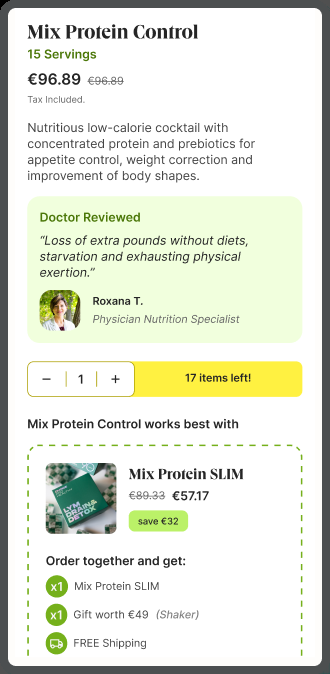 Mix Protein Control
15 Servings
€96.89 €96.89
Tax Included.
Nutritious low-calorie cocktail with
concentrated protein and prebiotics for
appetite control, weight correction and
improvement of body shapes.
Doctor Reviewed
“Loss of extra pounds without diets,
starvation and exhausting physical
exertion.”
Roxana T.
Physician Nutrition Specialist
− 1 +
17 items left!
Mix Protein Control works best with
Mix Protein SLIM
€89.33 €57.17
save €32
LYM
DRAIN&
DETOX
Order together and get:
x1 Mix Protein SLIM
x1 Gift worth €49 (Shaker)
FREE Shipping